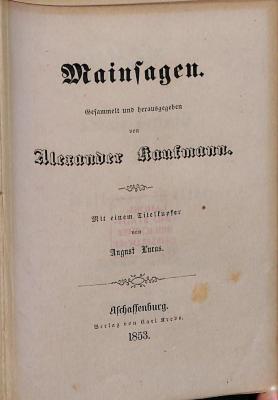 Mainsagen.
Gesammelt und herausgegeben
von
Alexander Kaufmann.
Mit einem Titelkupfer
von
August Lucas.
Aschaffenburg.
Verlag von Carl Krebs.
1853.